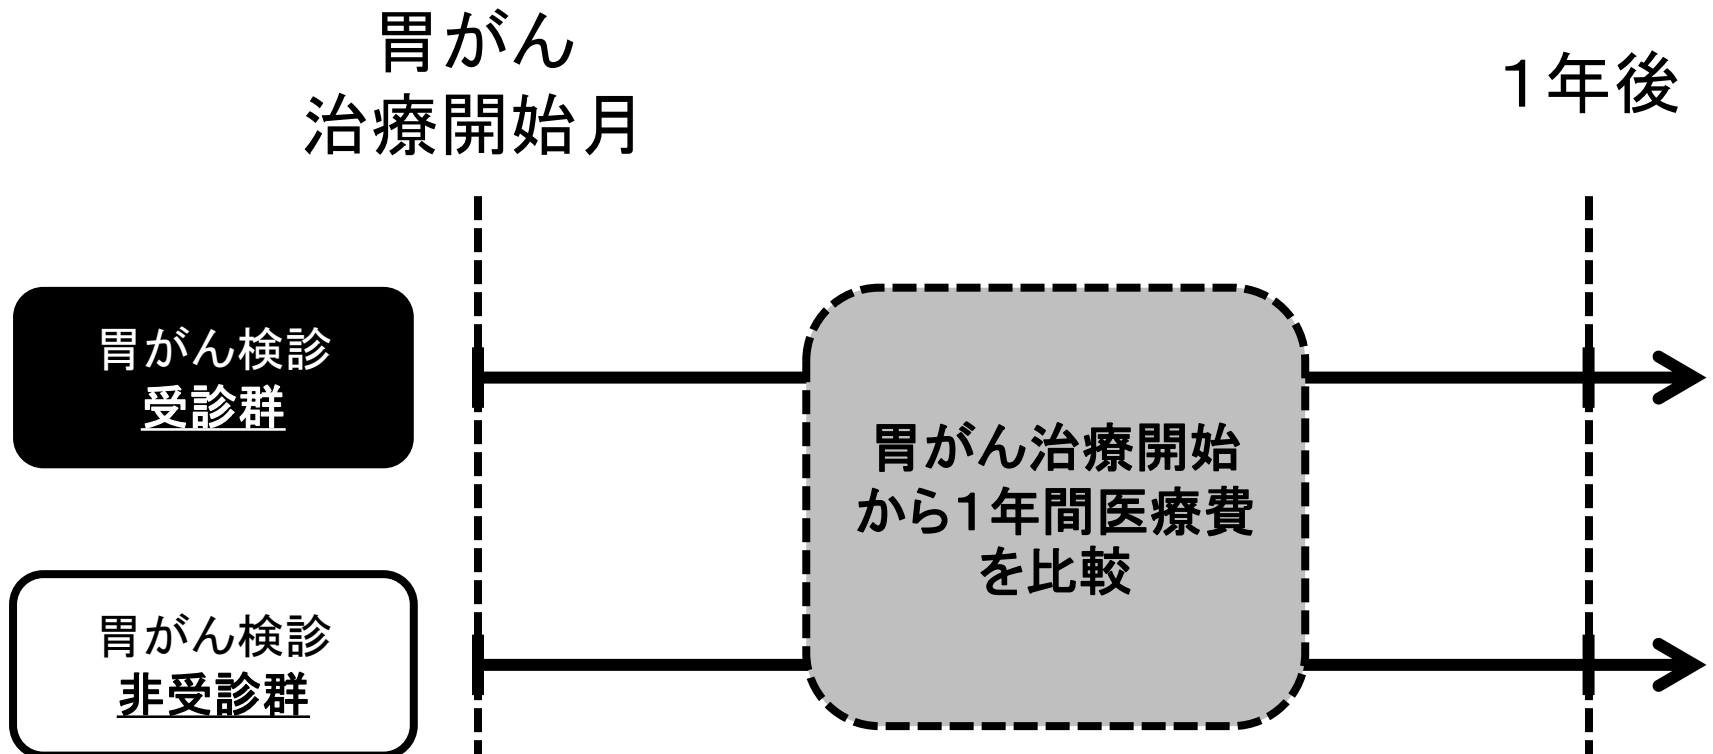 胃がん
治療開始月
１年後
胃がん検診
受診群
胃がん治療開始
から１年間医療費
を比較
胃がん検診
非受診群